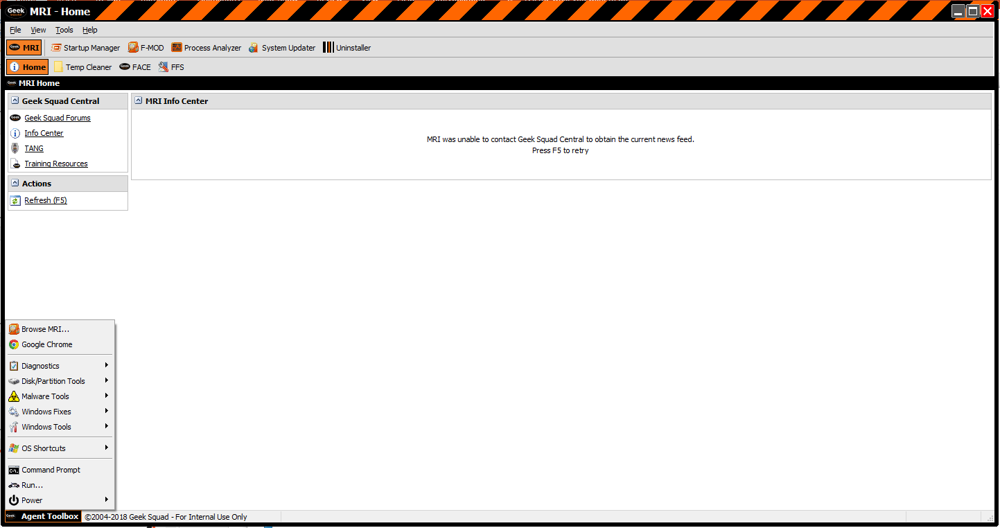 Geek SQUAD MRI - Home
File View Tools Help
Geek MRI Startup Manager F-MOD Process Analyzer System Updater Uninstaller
Home Temp Cleaner FACE FFS
Geek MRI Home
Geek Squad Central
Geek Squad Forums
Info Center
TANG
Training Resources
Actions
Refresh (F5)
MRI Info Center
MRI was unable to contact Geek Squad Central to obtain the current news feed.
Press F5 to retry
Browse MRI...
Google Chrome
Diagnostics
Disk/Partition Tools
Malware Tools
Windows Fixes
Windows Tools
OS Shortcuts
C:\. Command Prompt
Run...
Power
Geek Agent Toolbox ©2004-2018 Geek Squad - For Internal Use Only